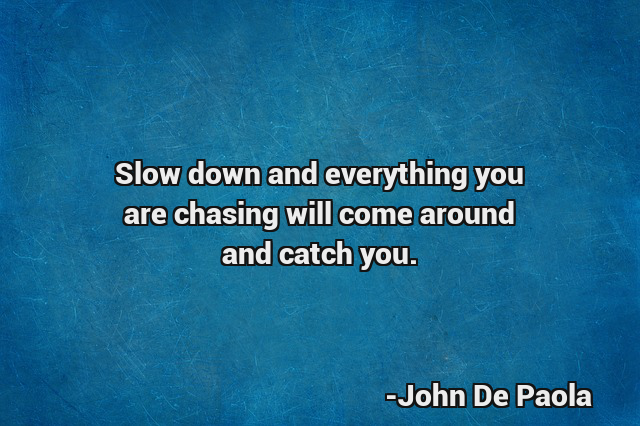 Slow down and everything you
are chasing will come around
and catch you.
-John De Paola